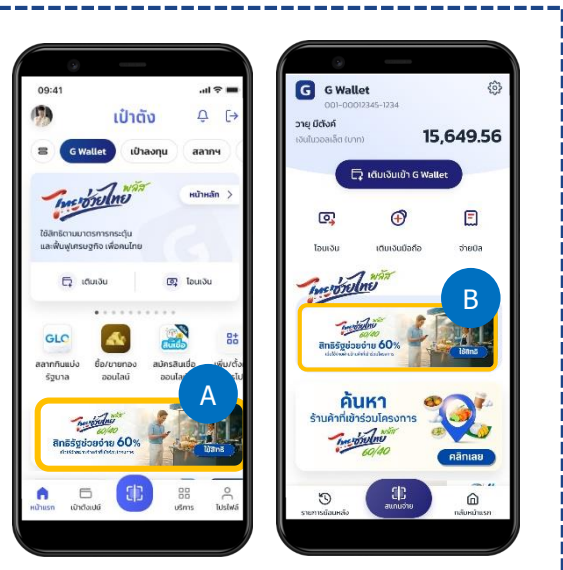 09:41
เป๋าตัง
G Wallet
เป๋าลงทุน
สลากฯ
ไทยช่วยไทย พลัส
หน้าหลัก >
ใช้สิทธิตามมาตรการกระตุ้น
และฟื้นฟูเศรษฐกิจ เพื่อคนไทย
เติมเงิน
โอนเงิน
GLO
สินเชื่อ
สลากกินแบ่ง
รัฐบาล
ซื้อ/ขายทอง
ออนไลน์
สมัครสินเชื่อ
A
ไทยช่วยไทย พลัส
60/40
สิทธิรัฐช่วยจ่าย 60%
ใช้สิทธิ
หน้าแรก
เป๋าตังเปย์
บริการ
โปรไฟล์
G
G Wallet
001-00012345-1234
วายุ มีตังค์
เงินในวอลเล็ต (บาท)
15,649.56
เติมเงินเข้า G Wallet
โอนเงิน
เติมเงินมือถือ
จ่ายบิล
ไทยช่วยไทย พลัส
B
ไทยช่วยไทย พลัส
60/40
สิทธิรัฐช่วยจ่าย 60%
ใช้สิทธิ
ค้นหา
ร้านค้าที่เข้าร่วมโครงการ
ไทยช่วยไทย พลัส
60/40
คลิกเลย
รายการย้อนหลัง
สแกนจ่าย
กลับหน้าแรก